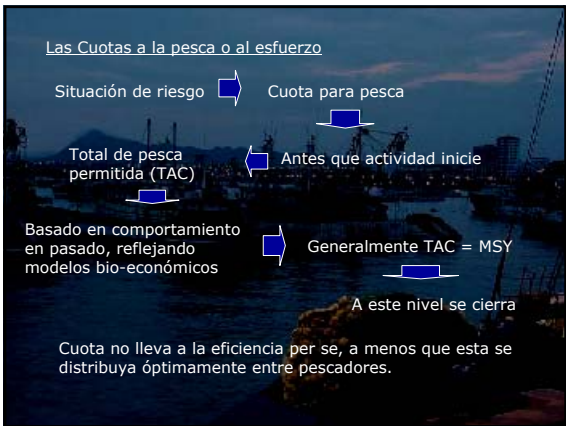 Las Cuotas a la pesca o al esfuerzo
Situación de riesgo
Cuota para pesca
Antes que actividad inicie
Total de pesca
permitida (TAC)
Basado en comportamiento
en pasado, reflejando
modelos bio-económicos
Generalmente TAC = MSY
A este nivel se cierra
Cuota no lleva a la eficiencia per se, a menos que esta se
distribuya óptimamente entre pescadores.